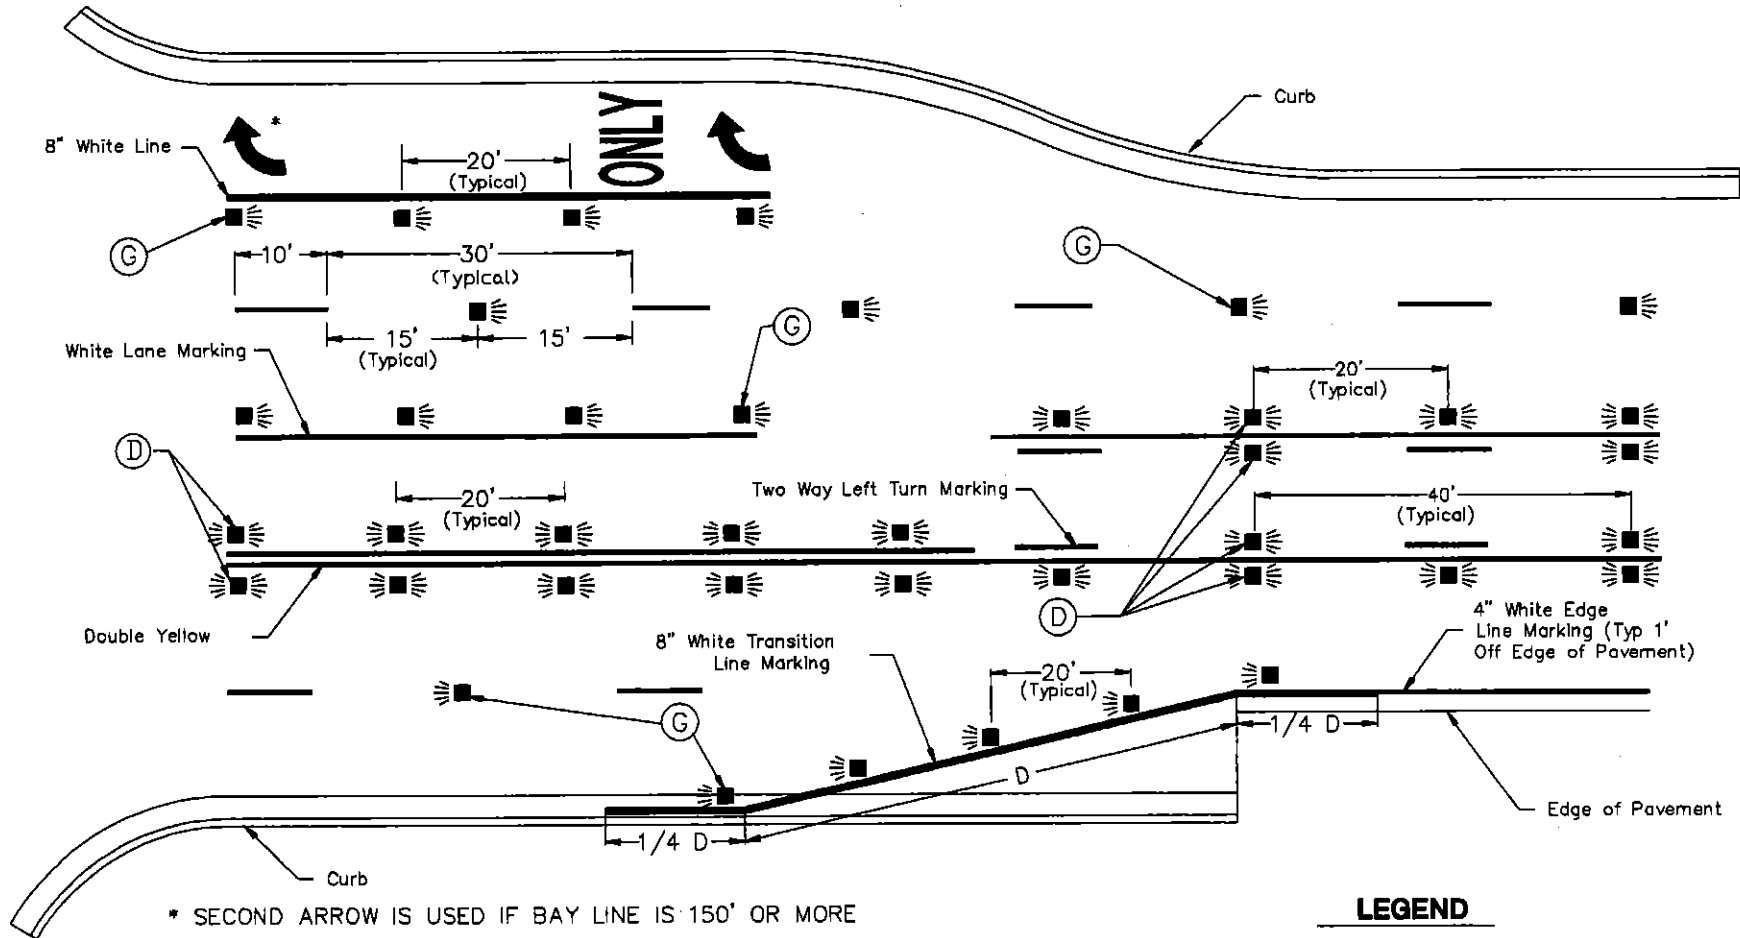 Curb
ONLY
*
8" White Line
20'
(Typical)
G
10'
30'
(Typical)
G
15'
(Typical)
15'
G
White Lane Marking
20'
(Typical)
D
20'
(Typical)
Two Way Left Turn Marking
40'
(Typical)
D
Double Yellow
8" White Transition
Line Marking
4" White Edge
Line Marking (Typ 1'
Off Edge of Pavement)
20'
(Typical)
G
1/4 D
D
Edge of Pavement
1/4 D
Curb
* SECOND ARROW IS USED IF BAY LINE IS 150' OR MORE
LEGEND